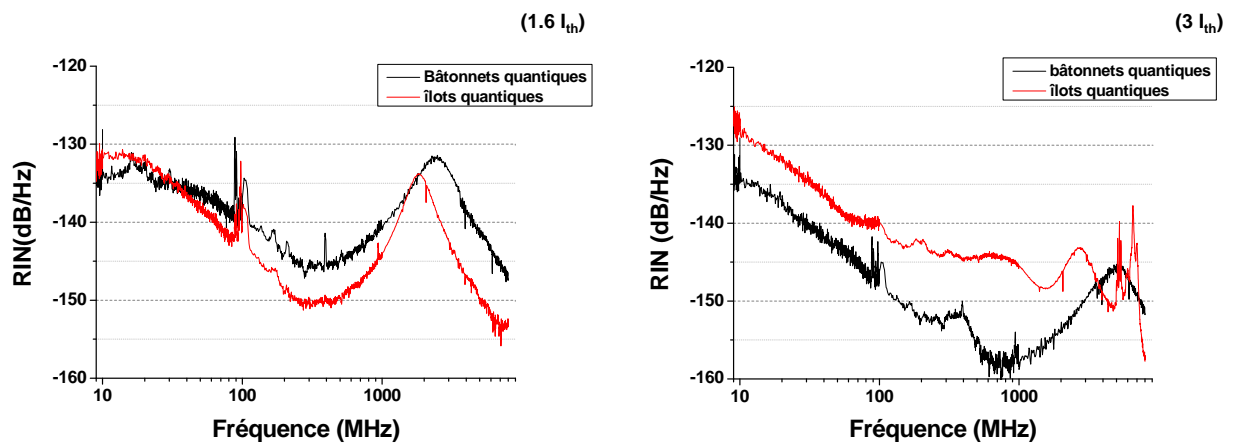 (1.6 Ith)
-120
-130
-140
-150
-160
RIN(dB/Hz)
Bâtonnets quantiques
îlots quantiques
10
100
1000
Fréquence (MHz)
(3 Ith)
-120
-130
-140
-150
-160
RIN (dB/Hz)
bâtonnets quantiques
îlots quantiques
10
100
1000
Fréquence (MHz)